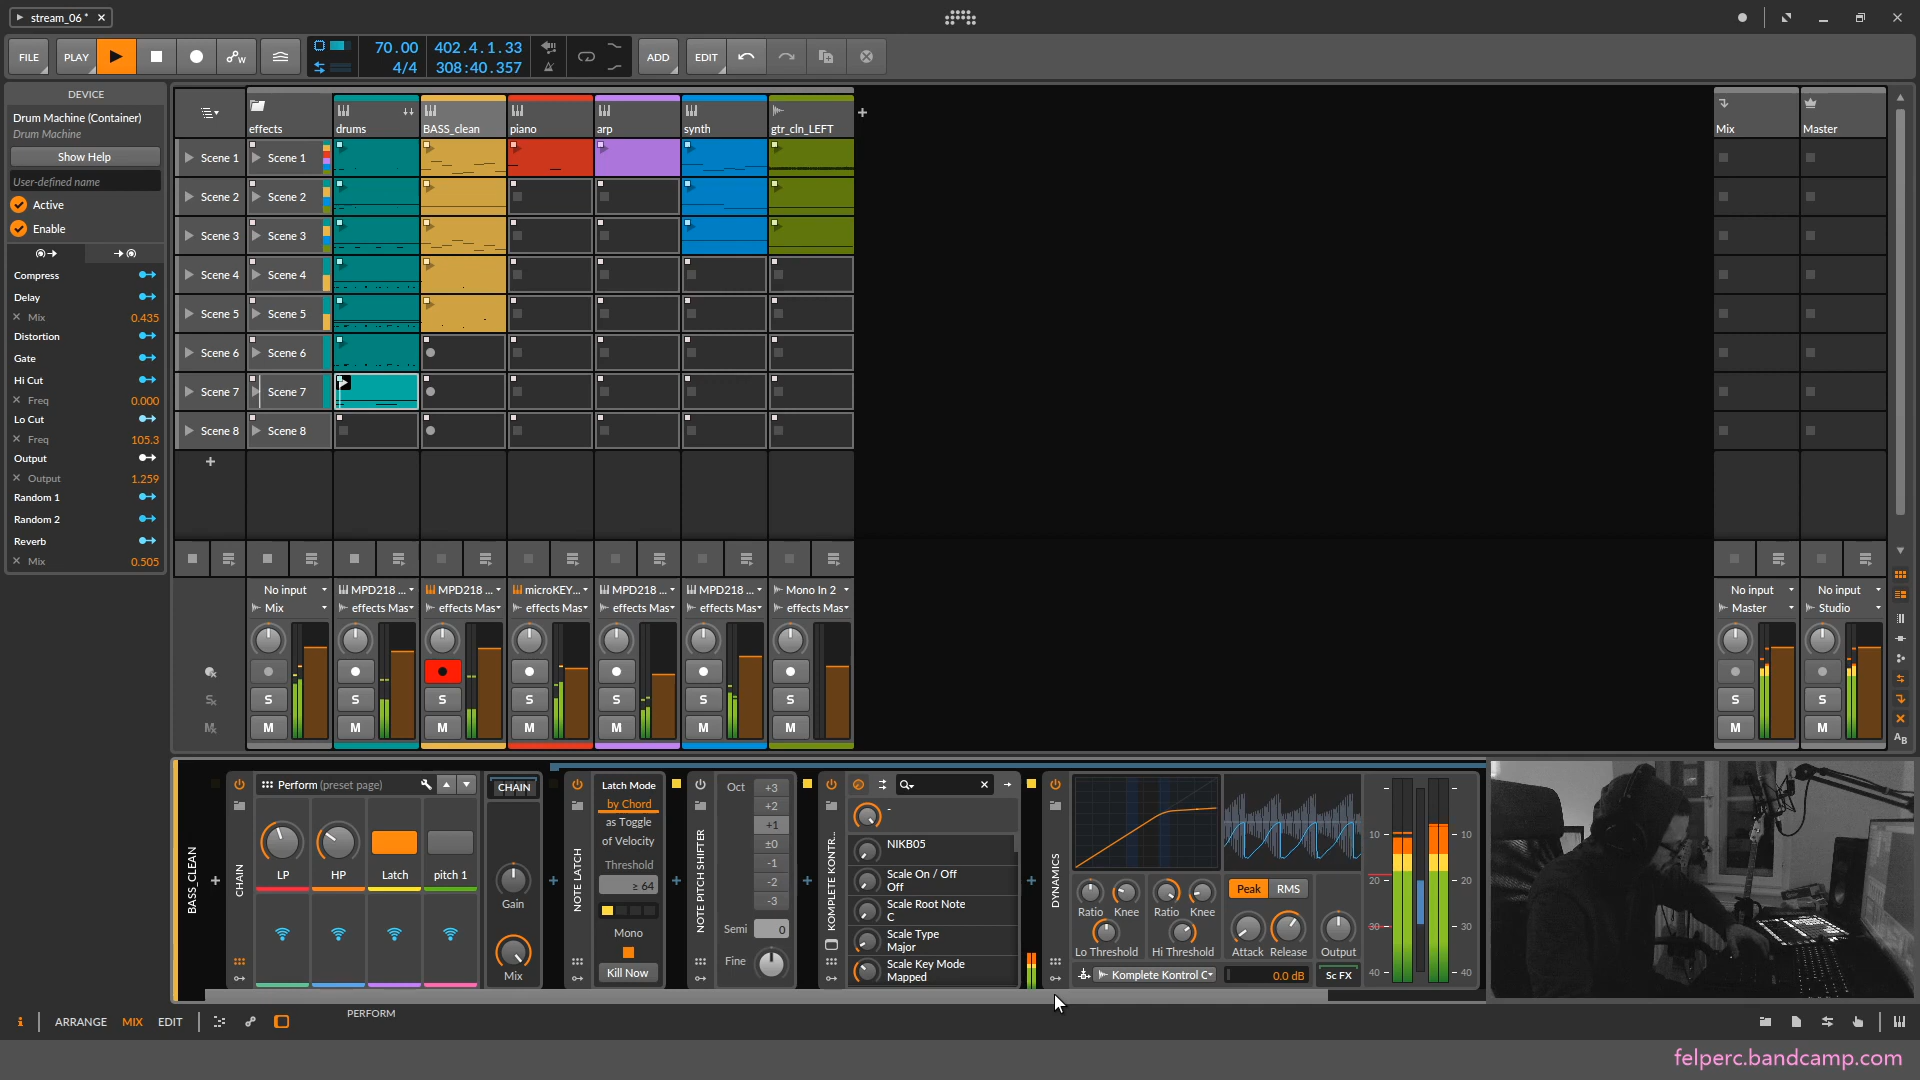 stream_06*
FILE
PLAY
70.00
4/4
402.4.1.33
308:40.357
ADD
EDIT
DEVICE
Drum Machine (Container)
Drum Machine
Show Help
User-defined name
Active
Enable
Compress
Delay
Mix 0.435
Distortion
Gate
Hi Cut
Freq 0.000
Lo Cut
Freq 105.3
Output
Output 1.259
Random 1
Random 2
Reverb
Mix 0.505
effects drums BASS_clean piano arp synth gtr_cln_LEFT Mix Master
Scene 1 Scene 1
Scene 2 Scene 2
Scene 3 Scene 3
Scene 4 Scene 4
Scene 5 Scene 5
Scene 6 Scene 6
Scene 7 Scene 7
Scene 8 Scene 8
No input MPD218 ... MPD218 ... microKEY... MPD218 ... MPD218 ... Mono In 2 No input No input
Mix effects Mas effects Mas effects Mas effects Mas effects Mas effects Mas Master Studio
S S S S S S S S S
M M M M M M M M M
BASS_CLEAN
CHAIN
Perform (preset page)
LP HP Latch pitch 1
CHAIN
Gain
Mix
NOTE LATCH
Latch Mode
by Chord
as Toggle
of Velocity
Threshold
≥ 64
Mono
Kill Now
NOTE PITCH SHIFTER
Oct +3
+2
+1
±0
-1
-2
-3
Semi 0
Fine
KOMPLETE KONTR...
-
NIKB05
Scale On / Off
Off
Scale Root Note
C
Scale Type
Major
Scale Key Mode
Mapped
DYNAMICS
Ratio Knee Ratio Knee
Lo Threshold Hi Threshold
Peak RMS
Attack Release Output
Komplete Kontrol C
0.0 dB
Sc FX
10 10
20 20
30 30
40 40
ARRANGE MIX EDIT
PERFORM
felperc.bandcamp.com